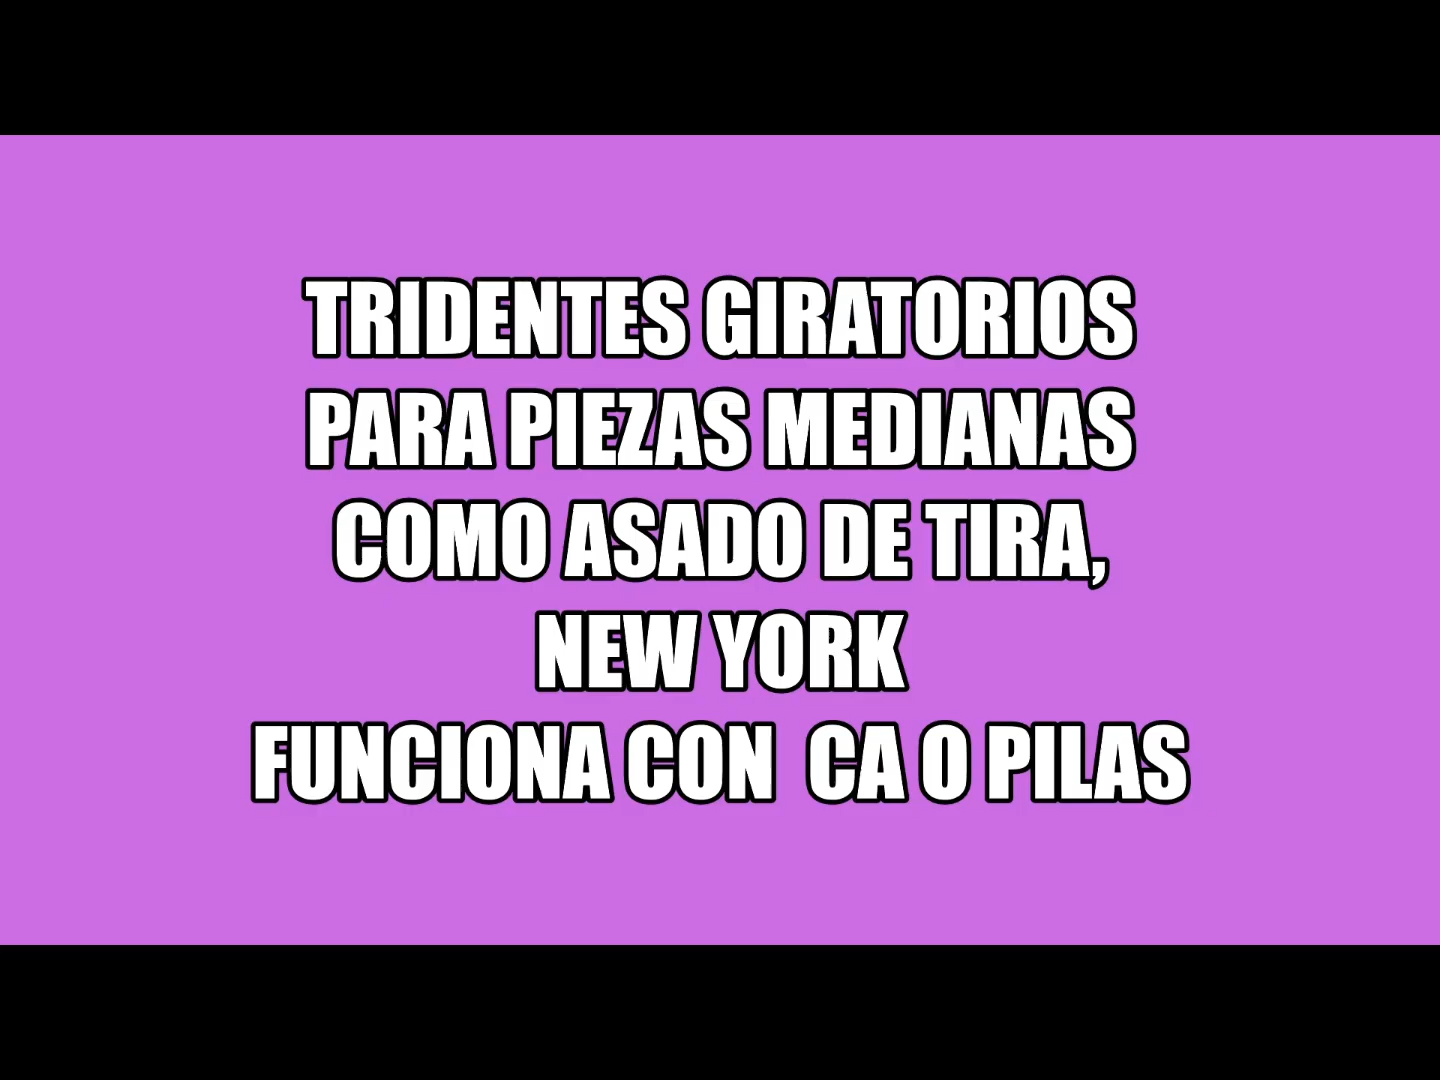 TRIDENTES GIRATORIOS
PARA PIEZAS MEDIANAS
COMO ASADO DE TIRA,
NEW YORK
FUNCIONA CON  CA O PILAS